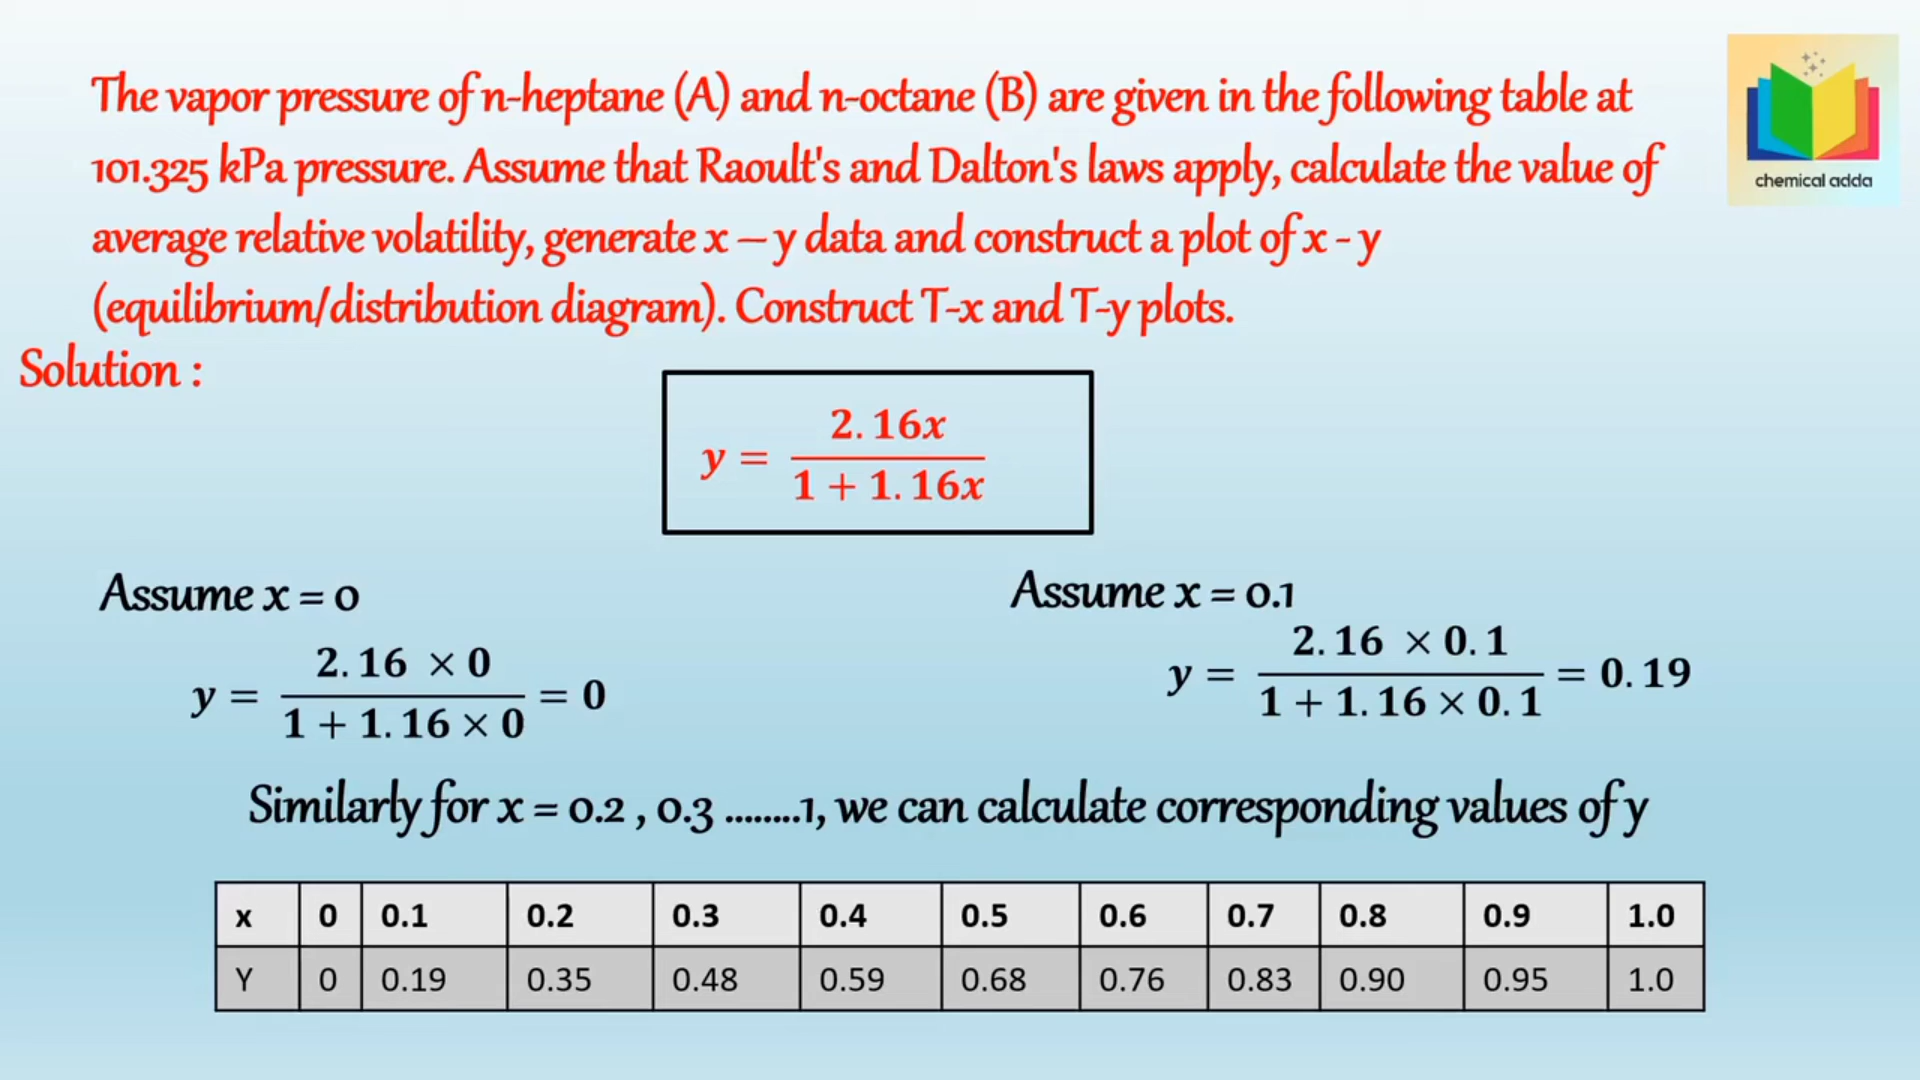 The vapor pressure of n-heptane (A) and n-octane (B) are given in the following table at
101.325 kPa pressure. Assume that Raoult's and Dalton's laws apply, calculate the value of
average relative volatility, generate x – y data and construct a plot of x - y
(equilibrium/distribution diagram). Construct T-x and T-y plots.
chemical adda
Solution :
y = 2.16x / 1 + 1.16x
Assume x = 0
y = 2.16 × 0 / 1 + 1.16 × 0 = 0
Assume x = 0.1
y = 2.16 × 0.1 / 1 + 1.16 × 0.1 = 0.19
Similarly for x = 0.2 , 0.3 ........1, we can calculate corresponding values of y
x 0 0.1 0.2 0.3 0.4 0.5 0.6 0.7 0.8 0.9 1.0
Y 0 0.19 0.35 0.48 0.59 0.68 0.76 0.83 0.90 0.95 1.0